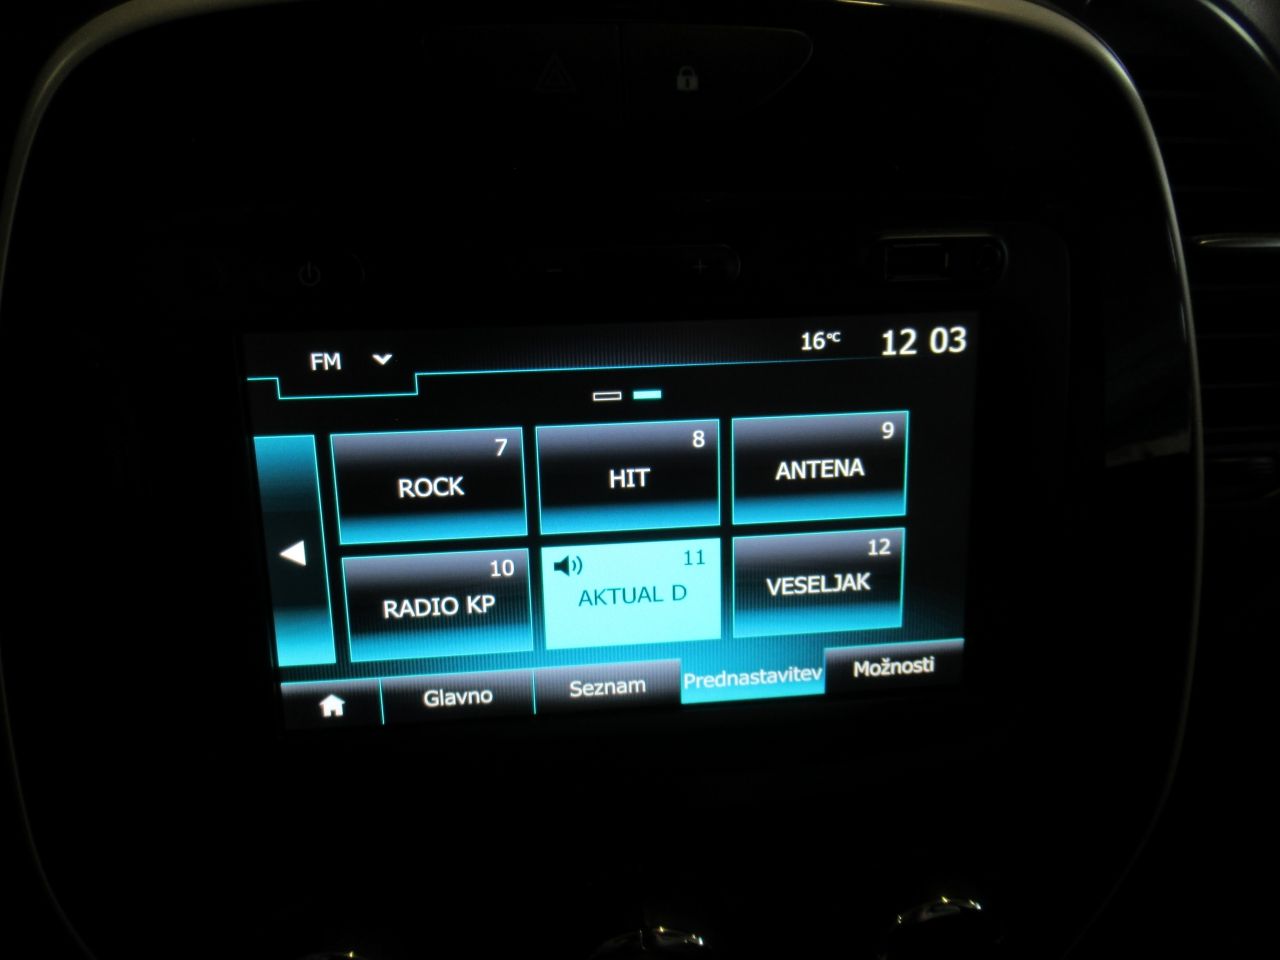 FM
16°C
12 03
7
ROCK
8
HIT
9
ANTENA
10
RADIO KP
11
AKTUAL D
12
VESELJAK
Glavno
Seznam
Prednastavitev
Možnosti